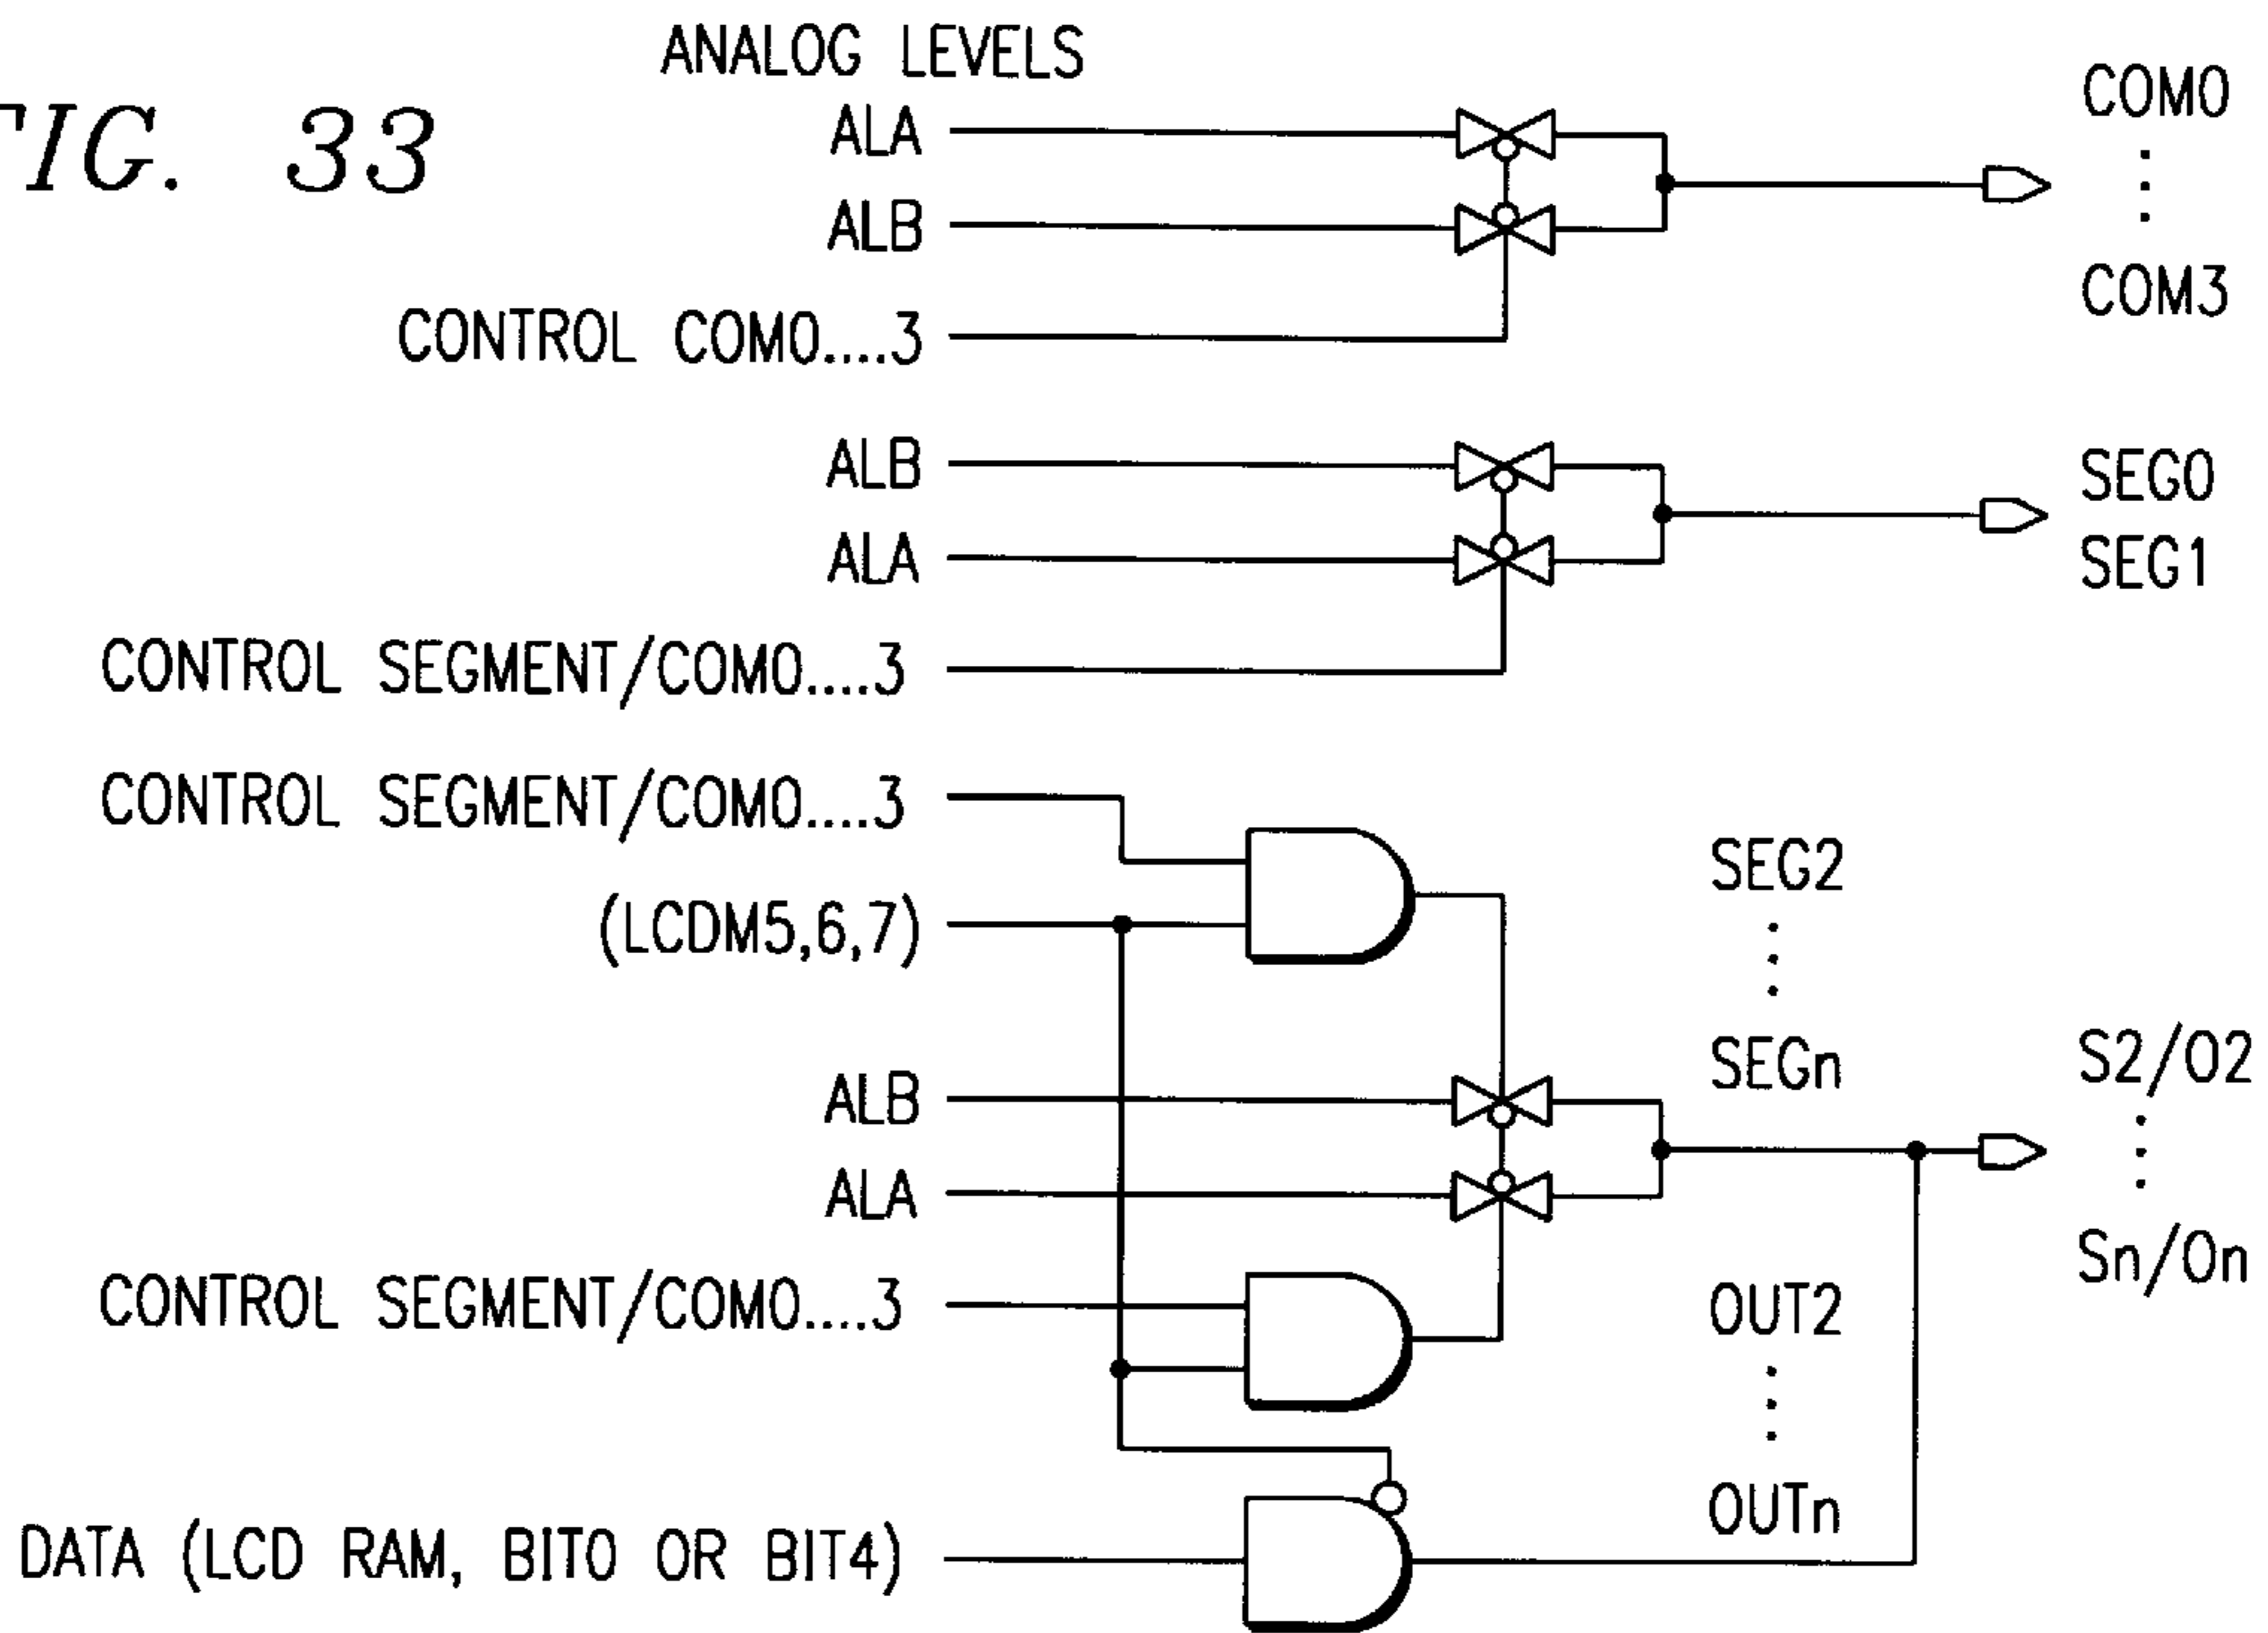 FIG. 33
ANALOG LEVELS
ALA
ALB
CONTROL COM0....3
COM0
COM3
ALB
ALA
CONTROL SEGMENT/COM0....3
SEG0
SEG1
CONTROL SEGMENT/COM0....3
(LCDM5,6,7)
ALB
ALA
CONTROL SEGMENT/COM0....3
DATA (LCD RAM, BIT0 OR BIT4)
SEG2
SEGn
OUT2
OUTn
S2/O2
Sn/On